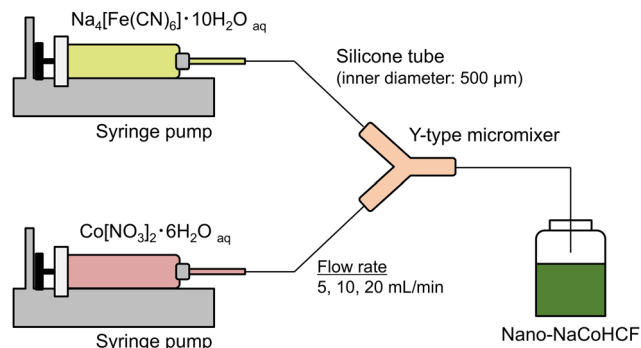 Na₄[Fe(CN)₆]・10H₂O aq
Syringe pump
Silicone tube
(inner diameter: 500 μm)
Y-type micromixer
Co[NO₃]₂・6H₂O aq
Flow rate
5, 10, 20 mL/min
Syringe pump
Nano-NaCoHCF